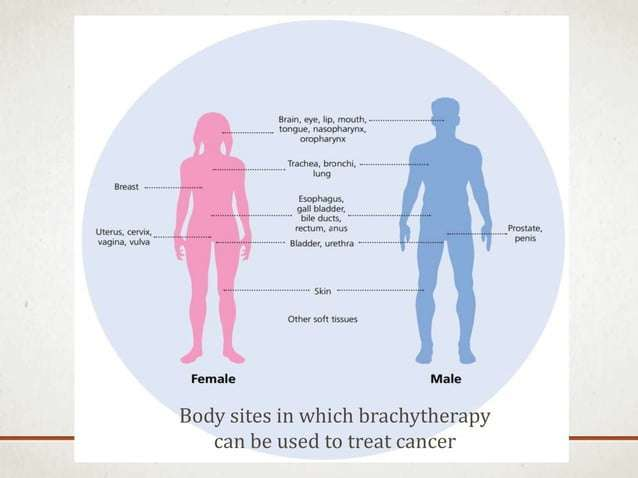 Brain, eye, lip, mouth,
tongue, nasopharynx,
oropharynx
Trachea, bronchi,
lung
Breast
Esophagus,
gall bladder,
bile ducts,
rectum, anus
Uterus, cervix,
vagina, vulva
Bladder, urethra
Prostate,
penis
Skin
Other soft tissues
Female
Male
Body sites in which brachytherapy
can be used to treat cancer